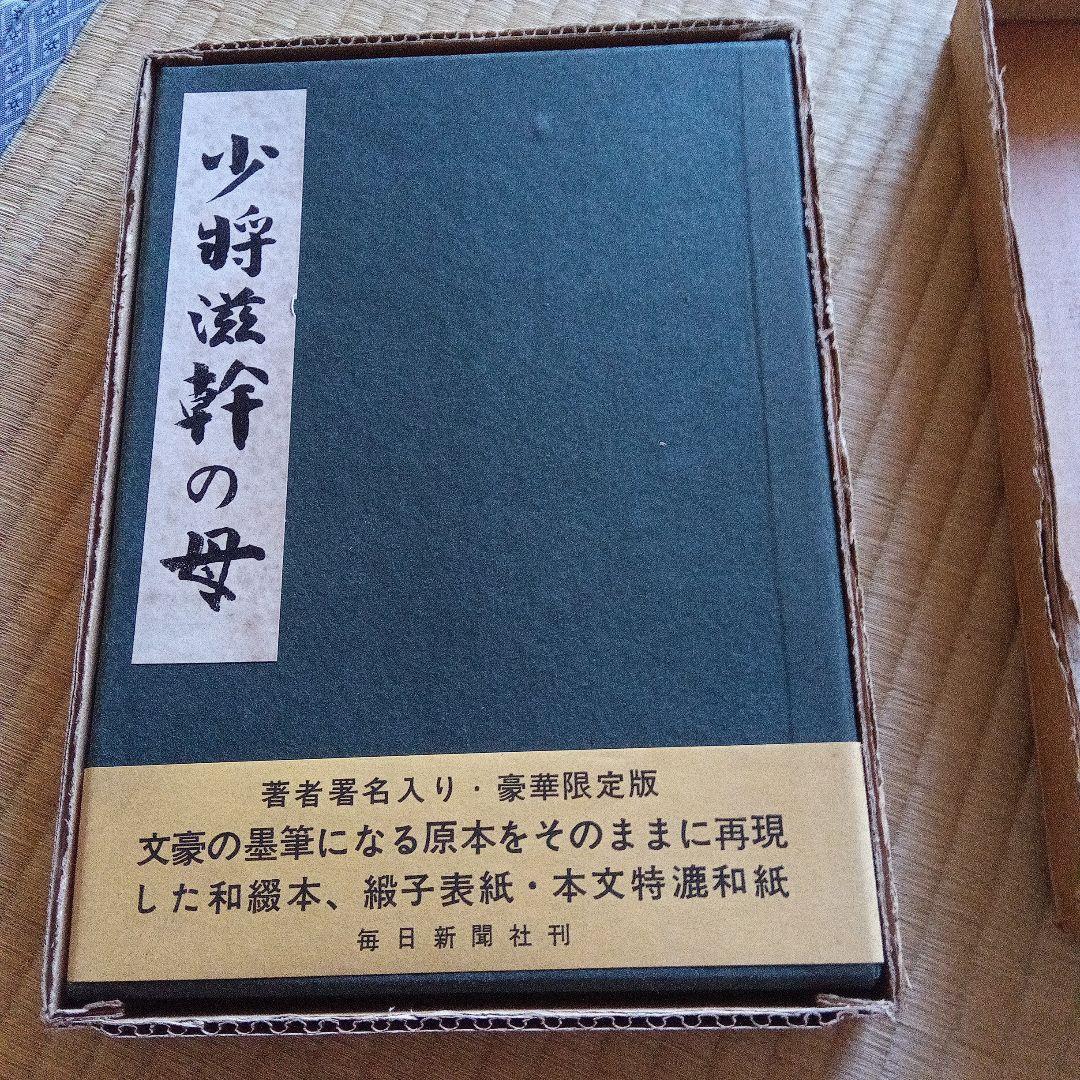 少将滋幹の母
著者署名入り・豪華限定版
文豪の墨筆になる原本をそのままに再現
した和綴本、緞子表紙・本文特漉和紙
毎日新聞社刊